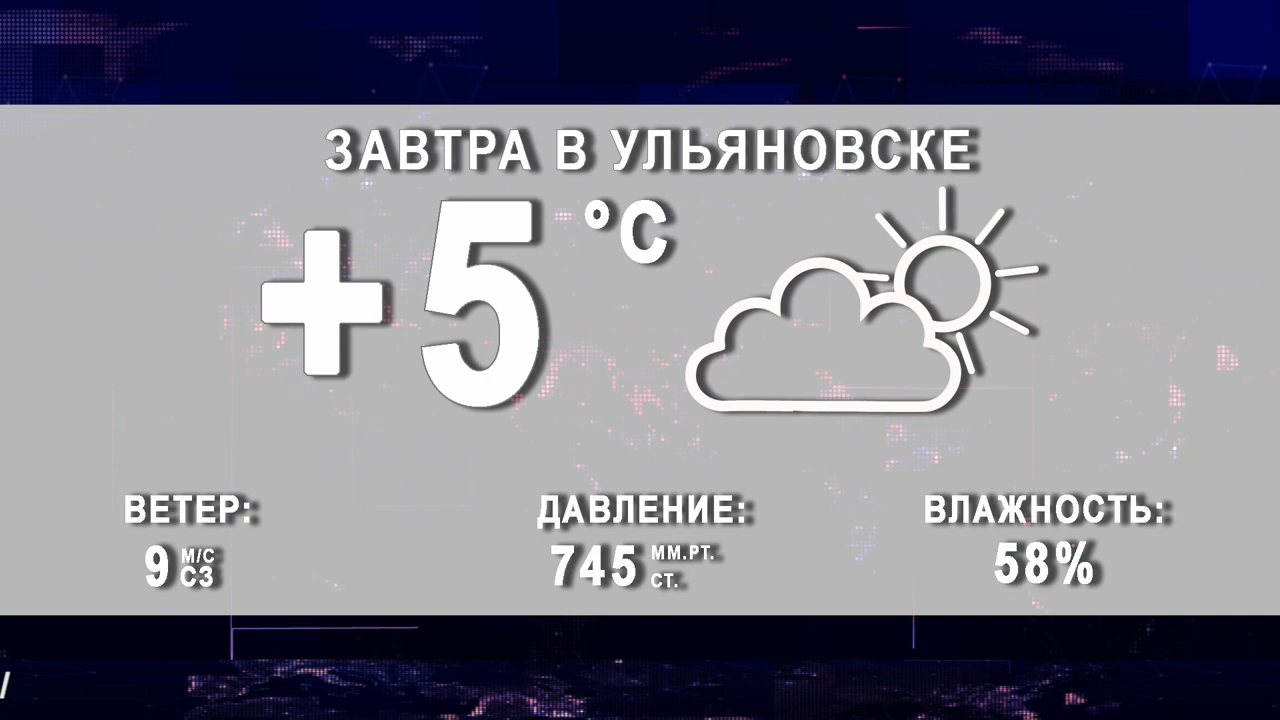 ЗАВТРА В УЛЬЯНОВСКЕ
+5 °C
ВЕТЕР:
9 М/С
СЗ
ДАВЛЕНИЕ:
745 ММ.РТ.
СТ.
ВЛАЖНОСТЬ:
58%
/